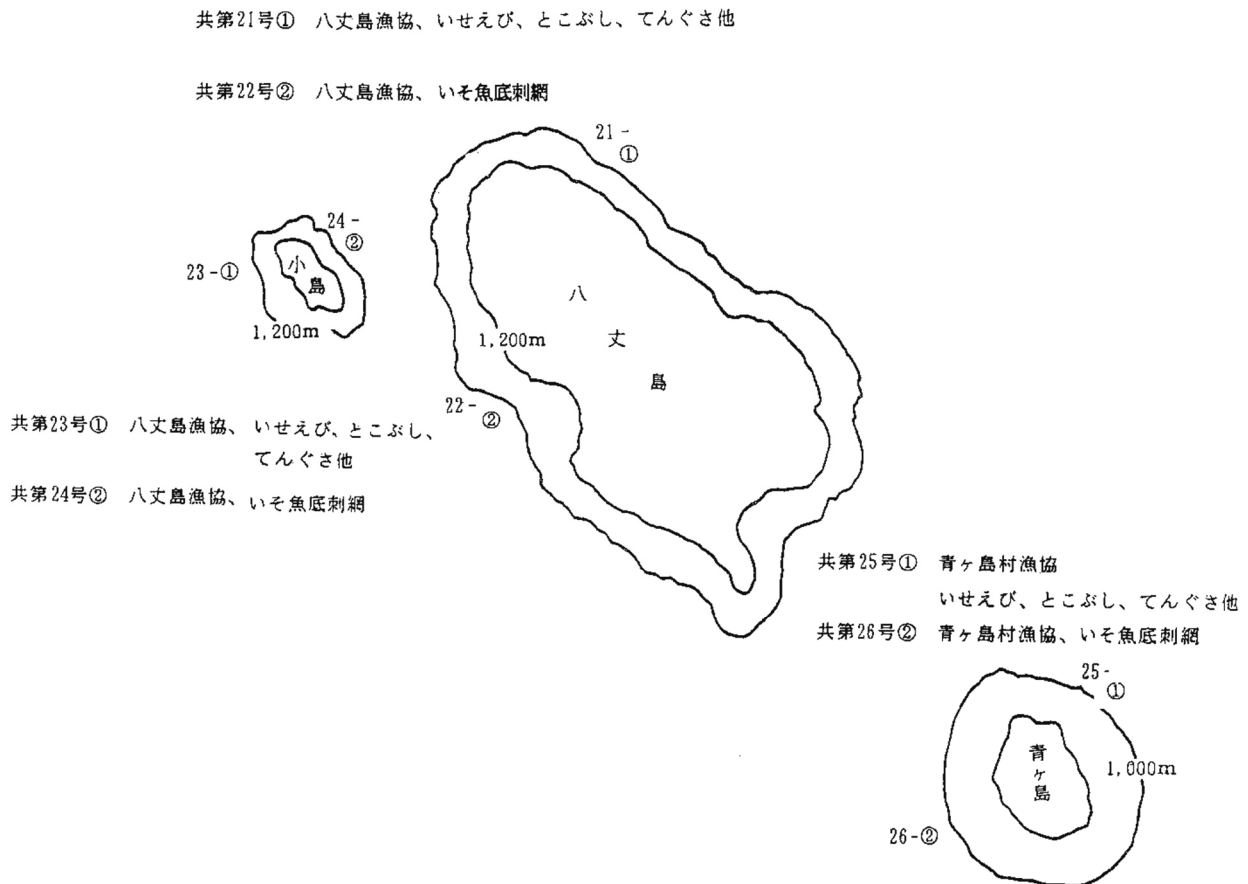 共第21号① 八丈島漁協、いせえび、とこぶし、てんぐさ他
共第22号② 八丈島漁協、いそ魚底刺網
21-
①
24-
②
23-①
小
島
1,200m
八
丈
島
1,200m
22-
②
共第23号① 八丈島漁協、いせえび、とこぶし、
てんぐさ他
共第24号② 八丈島漁協、いそ魚底刺網
共第25号① 青ヶ島村漁協
いせえび、とこぶし、てんぐさ他
共第26号② 青ヶ島村漁協、いそ魚底刺網
25-
①
青
ヶ
島
1,000m
26-②